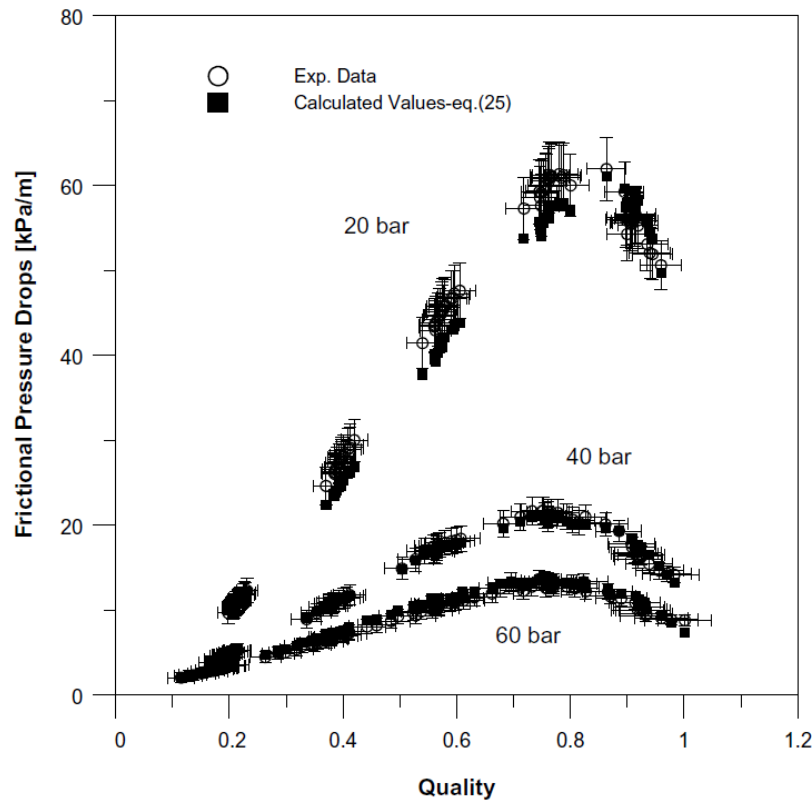 80
Exp. Data
Calculated Values-eq.(25)
60
20 bar
Frictional Pressure Drops [kPa/m]
40
40 bar
20
60 bar
0
0 0.2 0.4 0.6 0.8 1 1.2
Quality